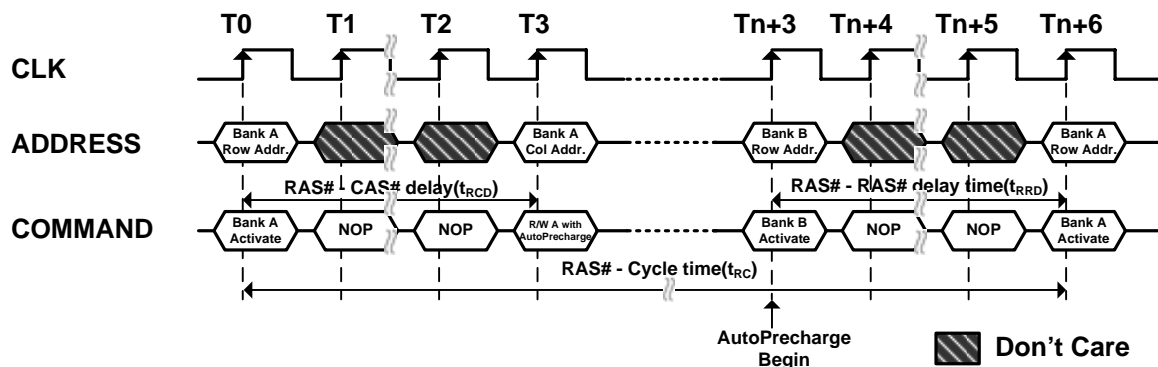 T0 T1 T2 T3 Tn+3 Tn+4 Tn+5 Tn+6
CLK
ADDRESS
Bank A
Row Addr.
Bank A
Col Addr.
Bank B
Row Addr.
Bank A
Row Addr.
RAS# - CAS# delay(tRCD)
RAS# - RAS# delay time(tRRD)
COMMAND
Bank A
Activate
NOP
NOP
R/W A with
AutoPrecharge
Bank B
Activate
NOP
NOP
Bank A
Activate
RAS# - Cycle time(tRC)
AutoPrecharge
Begin
Don't Care